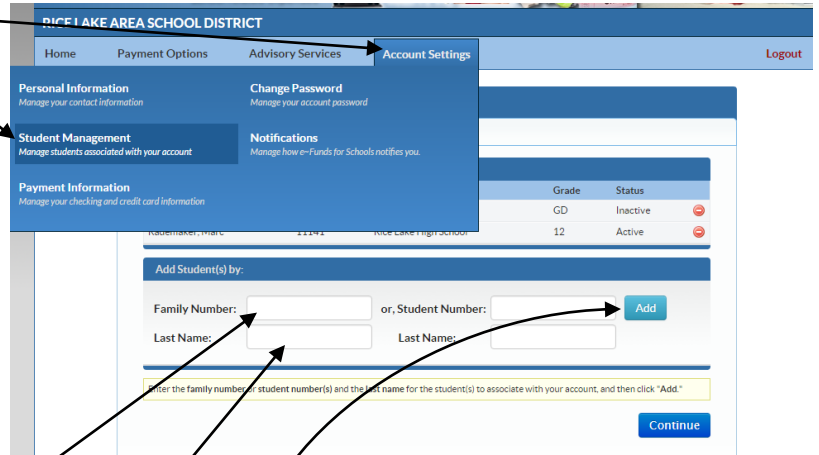 RICE LAKE AREA SCHOOL DISTRICT
Home Payment Options Advisory Services Account Settings Logout
Personal Information Change Password
Manage your contact information Manage your account password
Student Management Notifications
Manage students associated with your account Manage how e~Funds for Schools notifies you.
Payment Information
Manage your checking and credit card information
Grade Status
GD Inactive
Rademaker, Marc 11141 Rice Lake High School 12 Active
Add Student(s) by:
Family Number: or, Student Number: Add
Last Name: Last Name:
Enter the family number or student number(s) and the last name for the student(s) to associate with your account, and then click "Add."
Continue